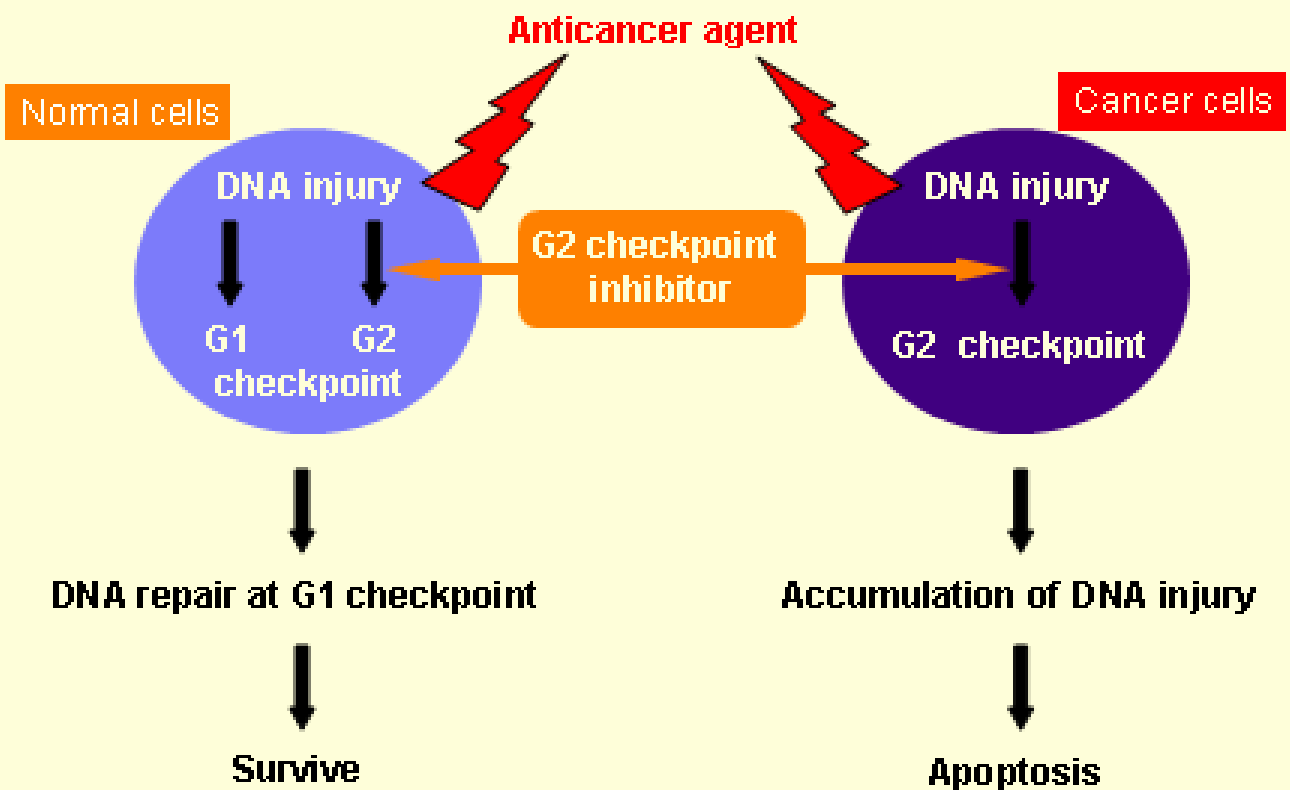 Anticancer agent
Normal cells
Cancer cells
DNA injury
DNA injury
G2 checkpoint
inhibitor
G1 G2
checkpoint
G2 checkpoint
DNA repair at G1 checkpoint
Accumulation of DNA injury
Survive
Apoptosis